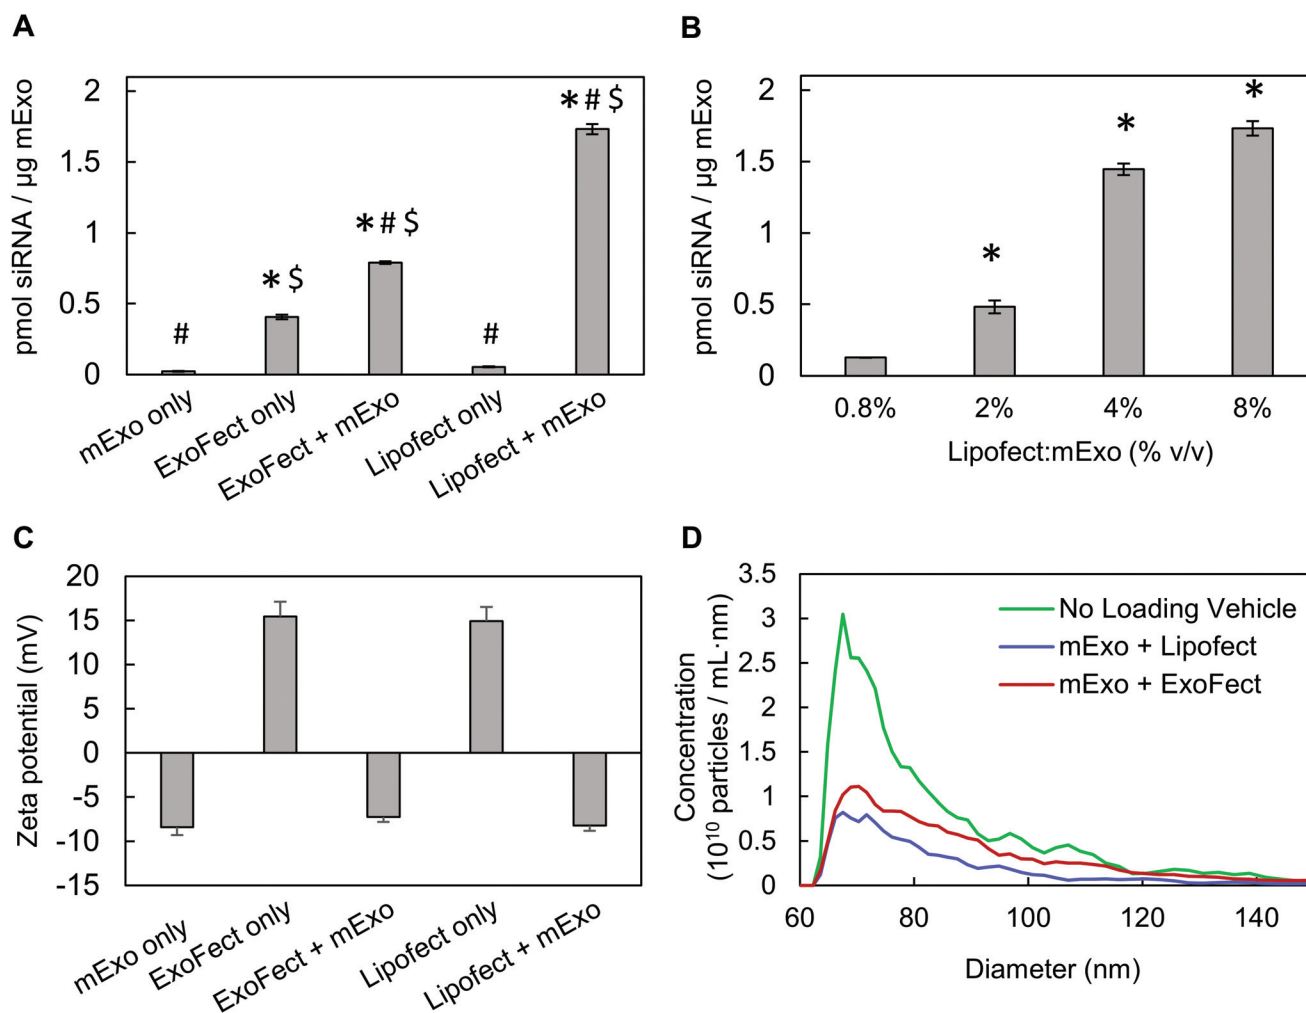 A
pmol siRNA / µg mExo
2
1.5
1
0.5
0
#
* $
* # $
#
* # $
mExo only
ExoFect only
ExoFect + mExo
Lipofect only
Lipofect + mExo
B
pmol siRNA / µg mExo
2
1.5
1
0.5
0
*
*
*
0.8%
2%
4%
8%
Lipofect:mExo (% v/v)
C
Zeta potential (mV)
20
15
10
5
0
-5
-10
-15
mExo only
ExoFect only
ExoFect + mExo
Lipofect only
Lipofect + mExo
D
Concentration
(10¹⁰ particles / mL·nm)
3.5
3
2.5
2
1.5
1
0.5
0
No Loading Vehicle
mExo + Lipofect
mExo + ExoFect
60
80
100
120
140
Diameter (nm)